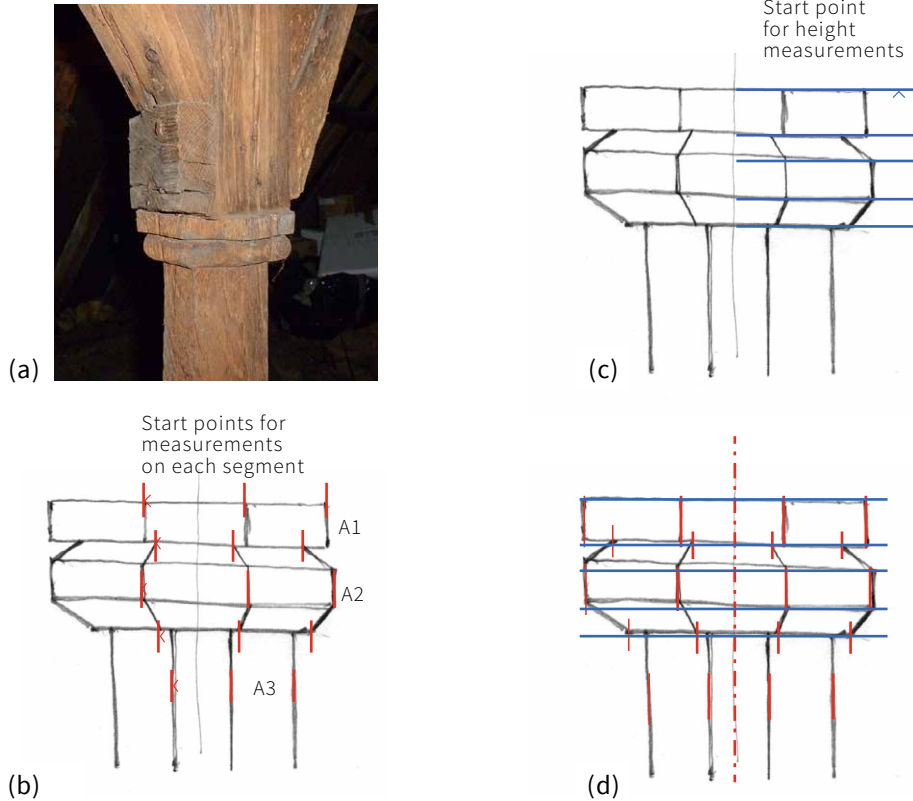 (a)
Start point
for height
measurements
(c)
Start points for
measurements
on each segment
A1
A2
A3
(b)
(d)